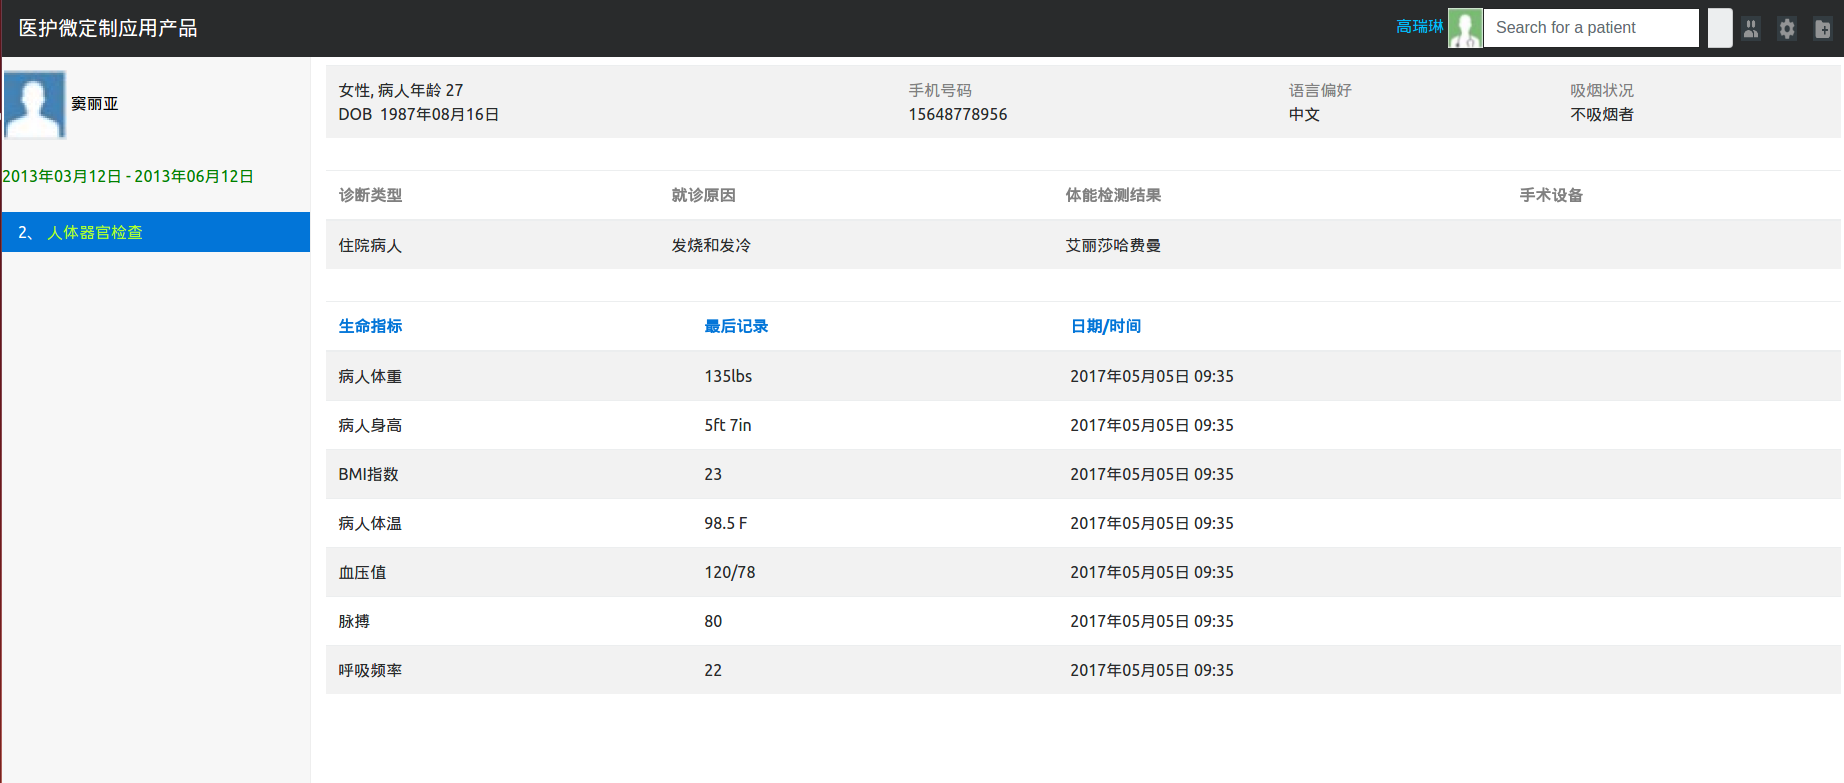 医护微定制应用产品
高瑞琳 Search for a patient
窦丽亚
2013年03月12日 - 2013年06月12日
2、 人体器官检查
女性, 病人年龄 27 手机号码 语言偏好 吸烟状况
DOB 1987年08月16日 15648778956 中文 不吸烟者
诊断类型 就诊原因 体能检测结果 手术设备
住院病人 发烧和发冷 艾丽莎哈费曼
生命指标 最后记录 日期/时间
病人体重 135lbs 2017年05月05日 09:35
病人身高 5ft 7in 2017年05月05日 09:35
BMI指数 23 2017年05月05日 09:35
病人体温 98.5 F 2017年05月05日 09:35
血压值 120/78 2017年05月05日 09:35
脉搏 80 2017年05月05日 09:35
呼吸频率 22 2017年05月05日 09:35